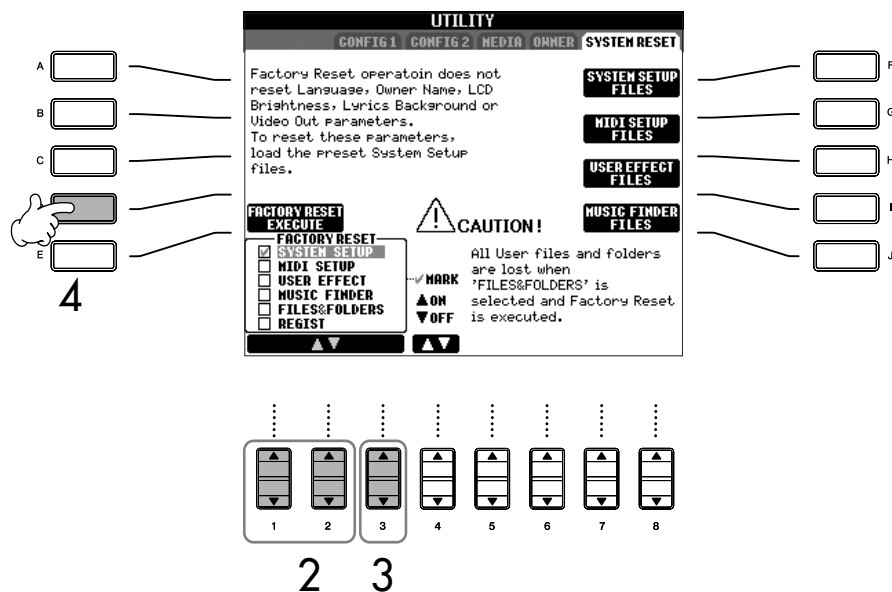 UTILITY
CONFIG 1 CONFIG 2 MEDIA OWNER SYSTEM RESET
Factory Reset operatoin does not
reset Language, Owner Name, LCD
Brightness, Lyrics Background or
Video Out parameters.
To reset these parameters,
load the preset System Setup
files.
SYSTEM SETUP
FILES
MIDI SETUP
FILES
USER EFFECT
FILES
MUSIC FINDER
FILES
FACTORY RESET
EXECUTE
CAUTION!
FACTORY RESET
SYSTEM SETUP
MIDI SETUP
USER EFFECT
MUSIC FINDER
FILES&FOLDERS
REGIST
MARK
▲ON
▼OFF
All User files and folders
are lost when
'FILES&FOLDERS' is
selected and Factory Reset
is executed.
A
B
C
E
F
G
H
I
J
4
1 2 3 4 5 6 7 8
2 3